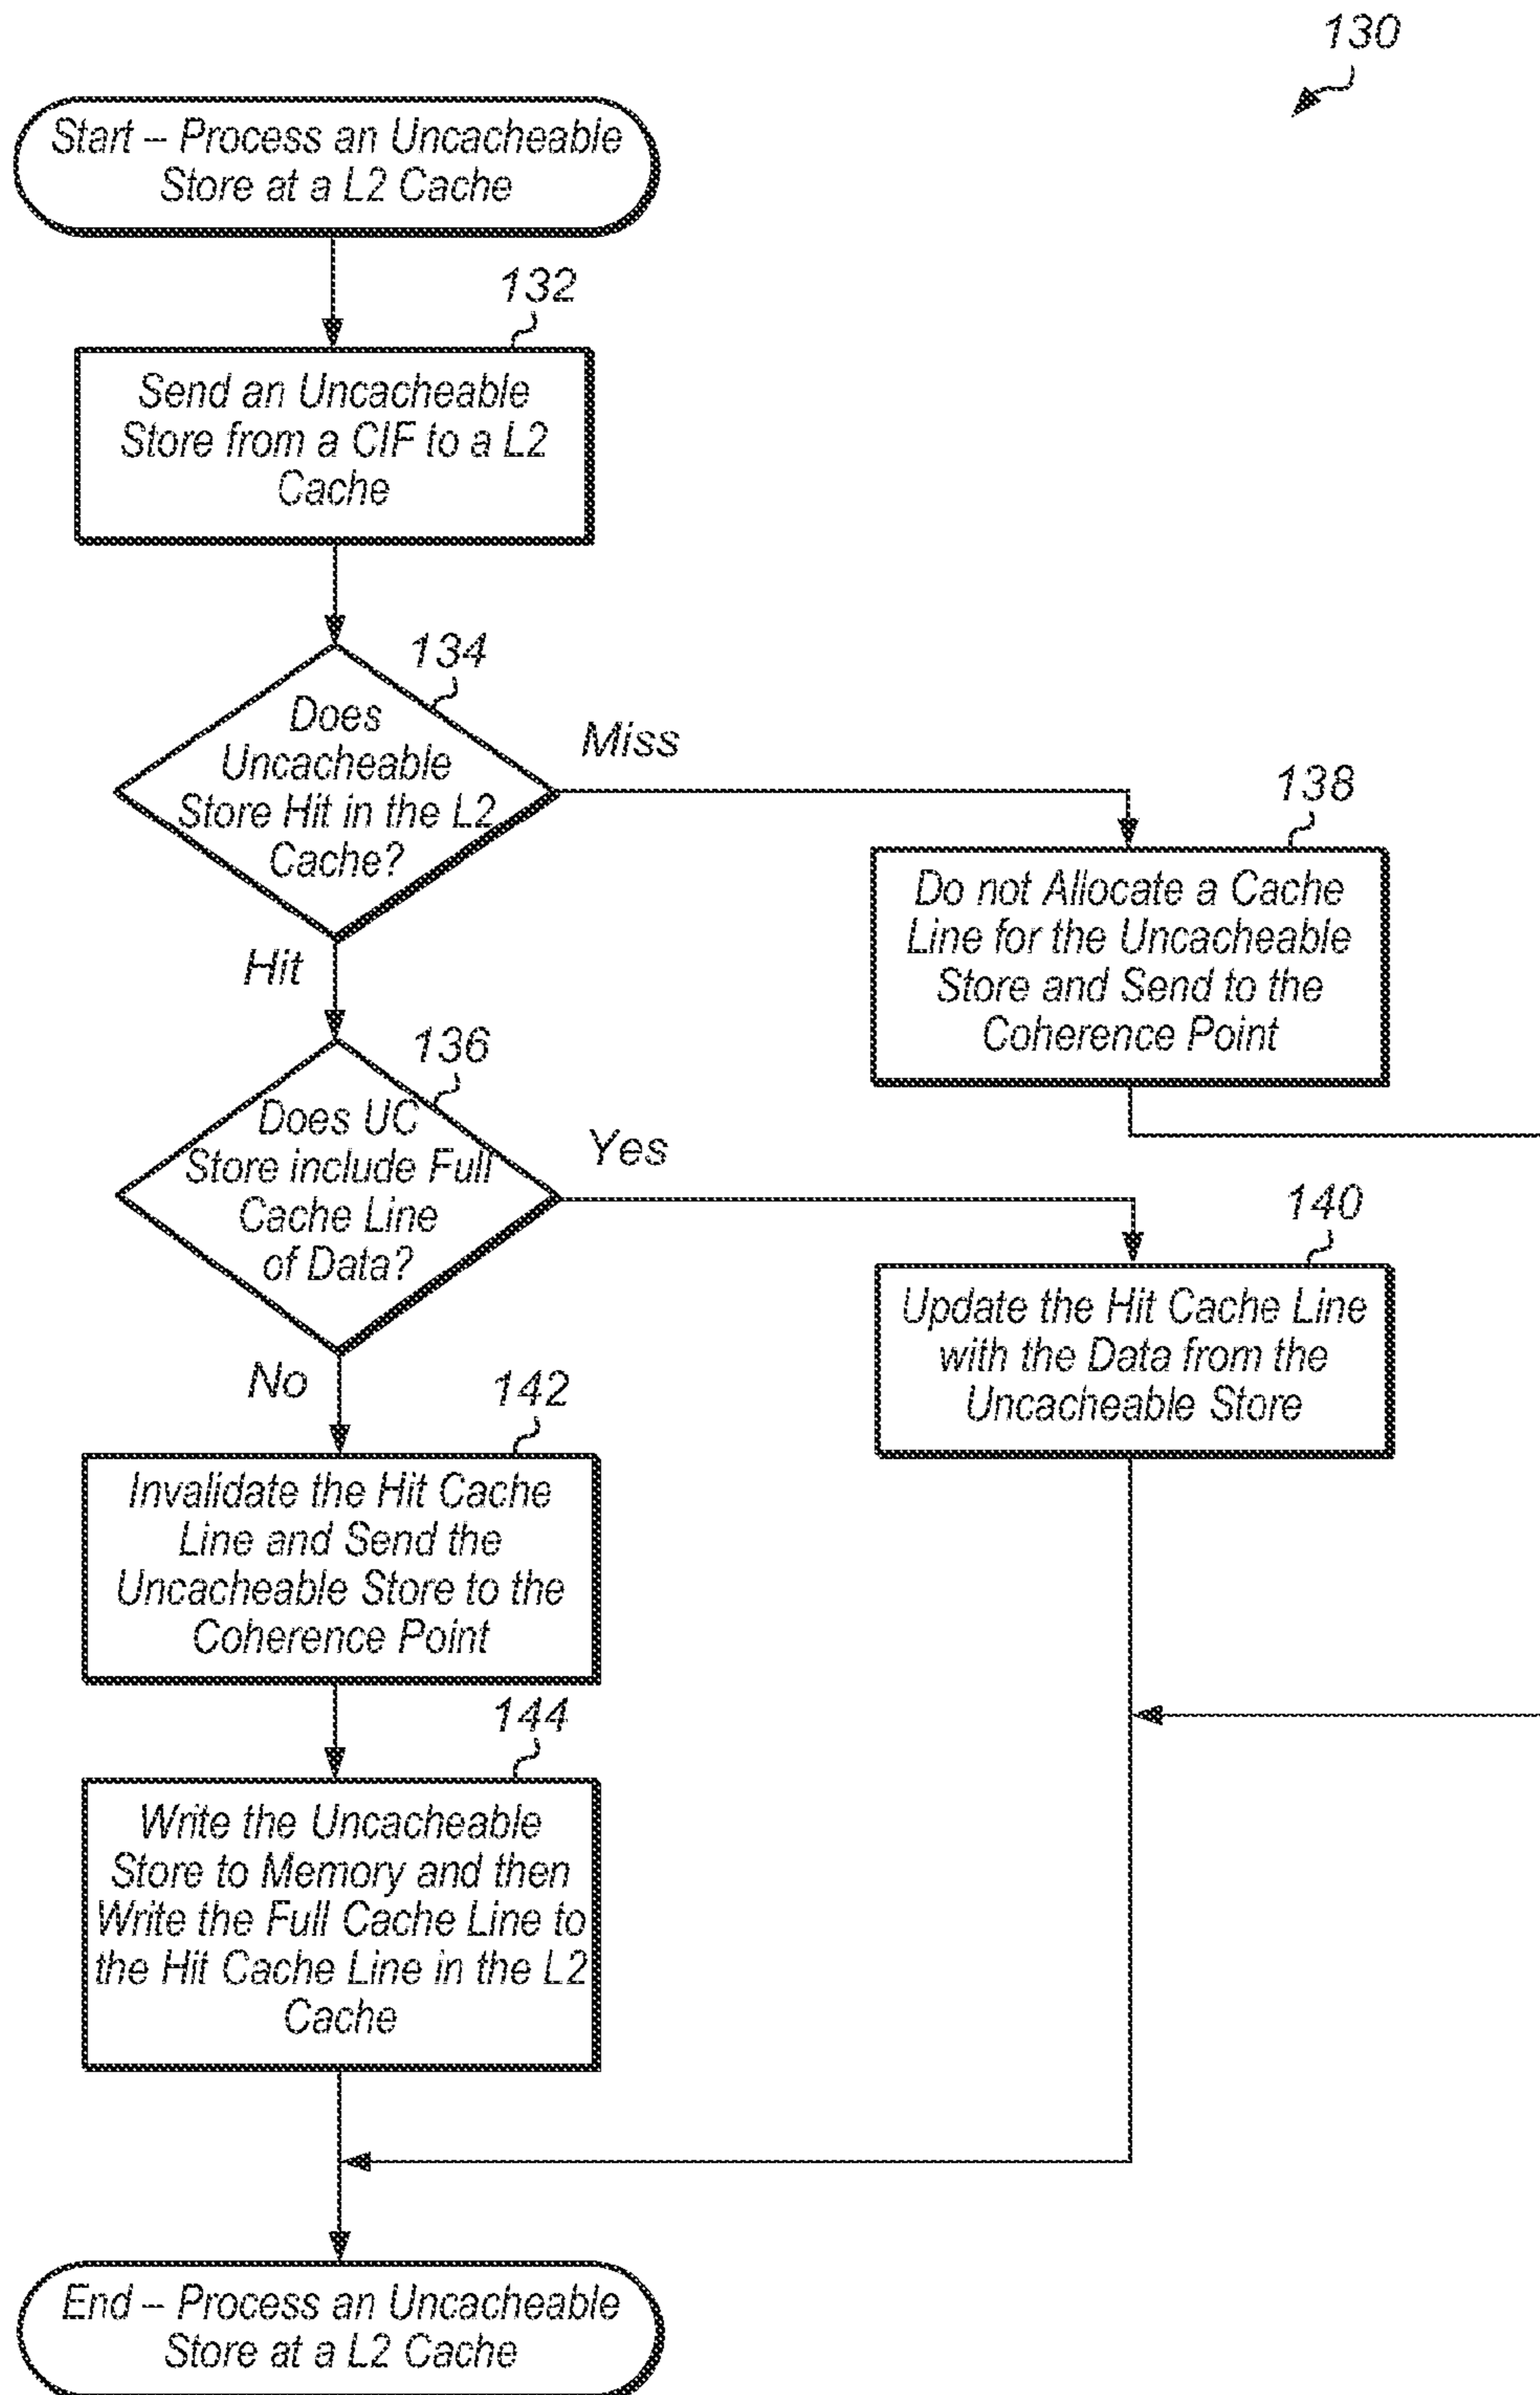 130
Start – Process an Uncacheable
Store at a L2 Cache
132
Send an Uncacheable
Store from a CIF to a L2
Cache
134
Does
Uncacheable
Store Hit in the L2
Cache?
Miss
Hit
138
Do not Allocate a Cache
Line for the Uncacheable
Store and Send to the
Coherence Point
136
Does UC
Store include Full
Cache Line
of Data?
Yes
No
140
Update the Hit Cache Line
with the Data from the
Uncacheable Store
142
Invalidate the Hit Cache
Line and Send the
Uncacheable Store to the
Coherence Point
144
Write the Uncacheable
Store to Memory and then
Write the Full Cache Line to
the Hit Cache Line in the L2
Cache
End – Process an Uncacheable
Store at a L2 Cache